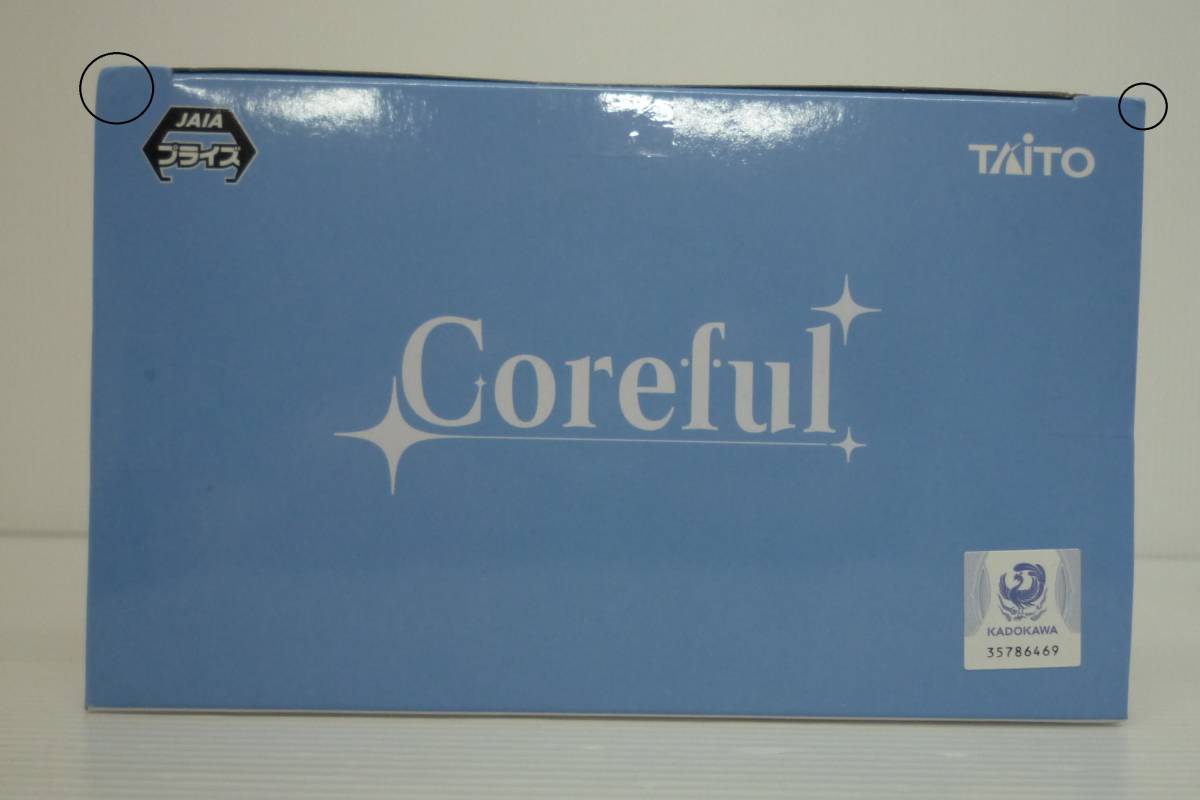 JAIA
プライズ
TAiTO
Coreful
KADOKAWA
35786469